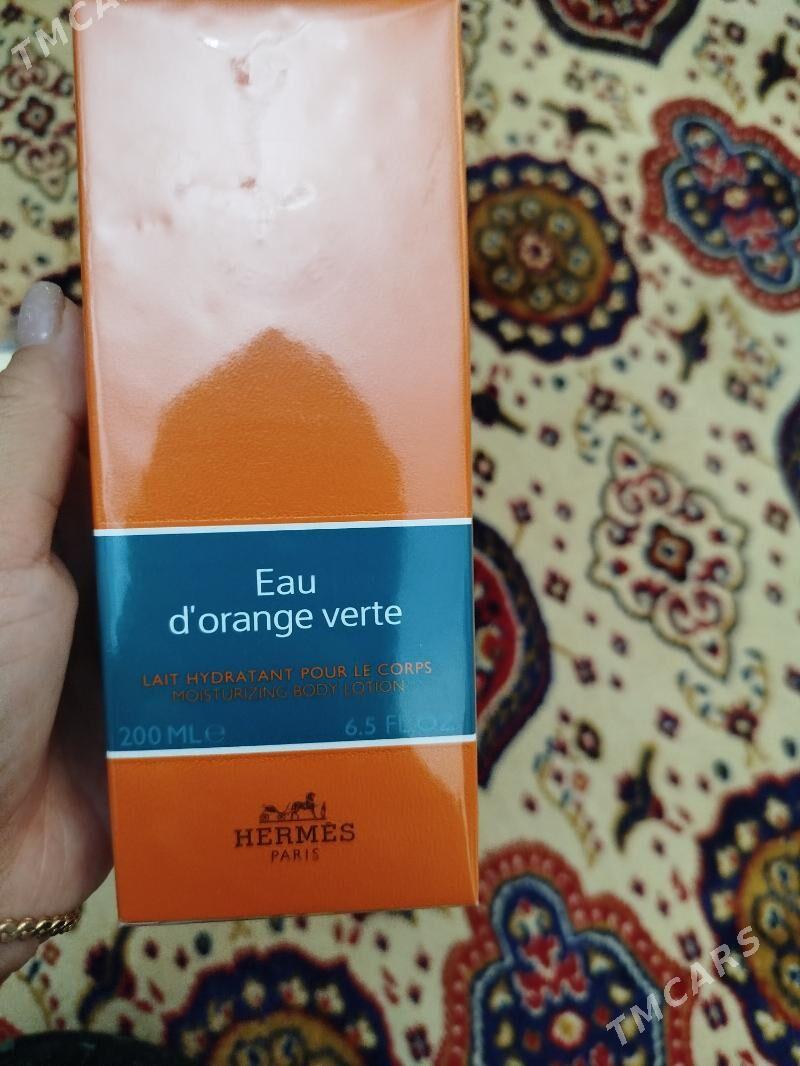 TMCARS
Eau
d'orange verte
LAIT HYDRATANT POUR LE CORPS
MOISTURIZING BODY LOTION
200 ML ℮ 6.5 FL.OZ.
HERMÈS
PARIS
TMCARS